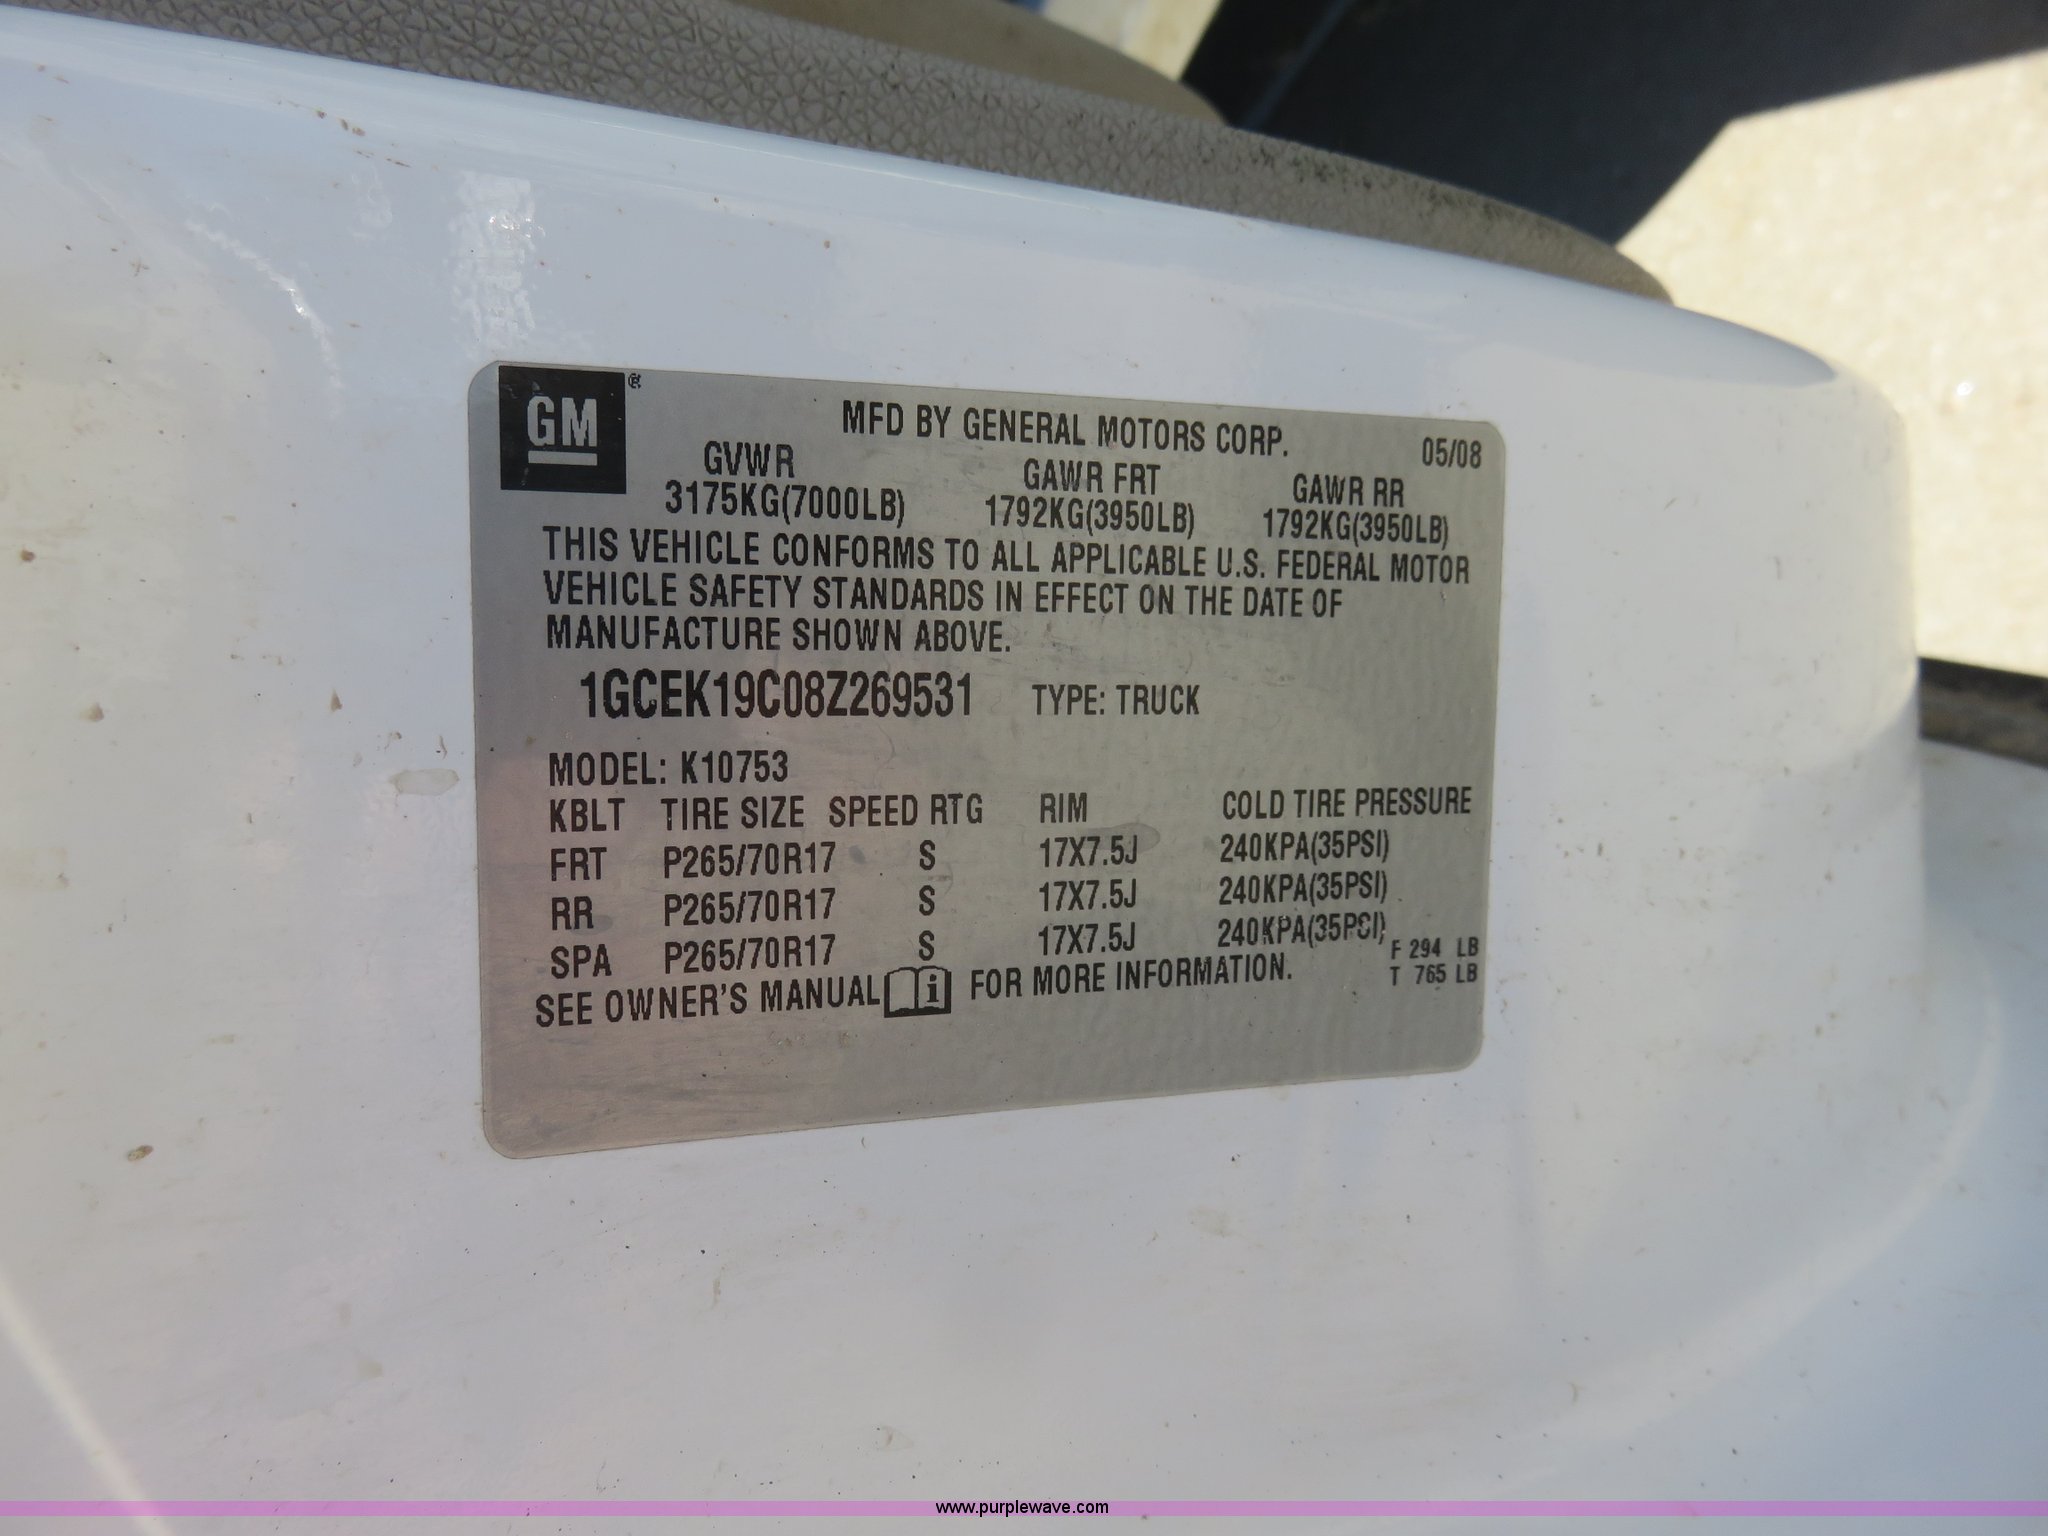 GM ®
MFD BY GENERAL MOTORS CORP. 05/08
GVWR GAWR FRT GAWR RR
3175KG(7000LB) 1792KG(3950LB) 1792KG(3950LB)
THIS VEHICLE CONFORMS TO ALL APPLICABLE U.S. FEDERAL MOTOR
VEHICLE SAFETY STANDARDS IN EFFECT ON THE DATE OF
MANUFACTURE SHOWN ABOVE.
1GCEK19C08Z269531 TYPE: TRUCK
MODEL: K10753
KBLT TIRE SIZE SPEED RTG RIM COLD TIRE PRESSURE
FRT P265/70R17 S 17X7.5J 240KPA(35PSI)
RR P265/70R17 S 17X7.5J 240KPA(35PSI)
SPA P265/70R17 S 17X7.5J 240KPA(35PSI)
F 294 LB
T 765 LB
SEE OWNER'S MANUAL i FOR MORE INFORMATION.
www.purplewave.com